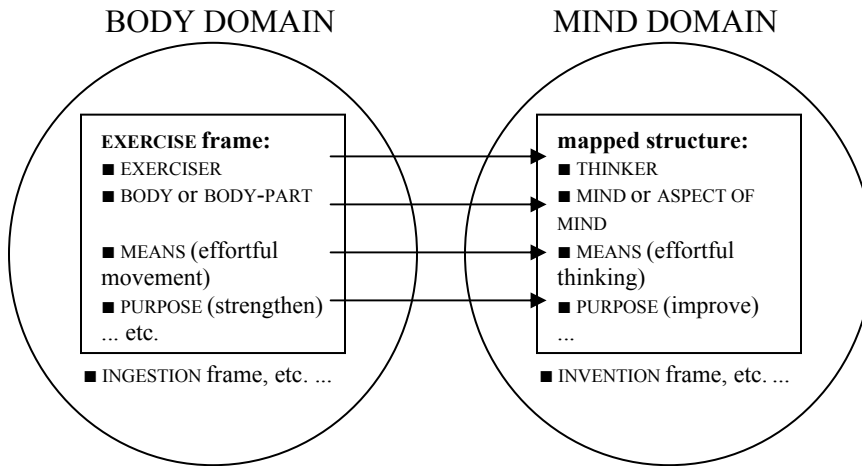 BODY DOMAIN
EXERCISE frame:
■ EXERCISER
■ BODY or BODY-PART
■ MEANS (effortful
movement)
■ PURPOSE (strengthen)
... etc.
■ INGESTION frame, etc. ...
MIND DOMAIN
mapped structure:
■ THINKER
■ MIND or ASPECT OF
MIND
■ MEANS (effortful
thinking)
■ PURPOSE (improve)
...
■ INVENTION frame, etc. ...